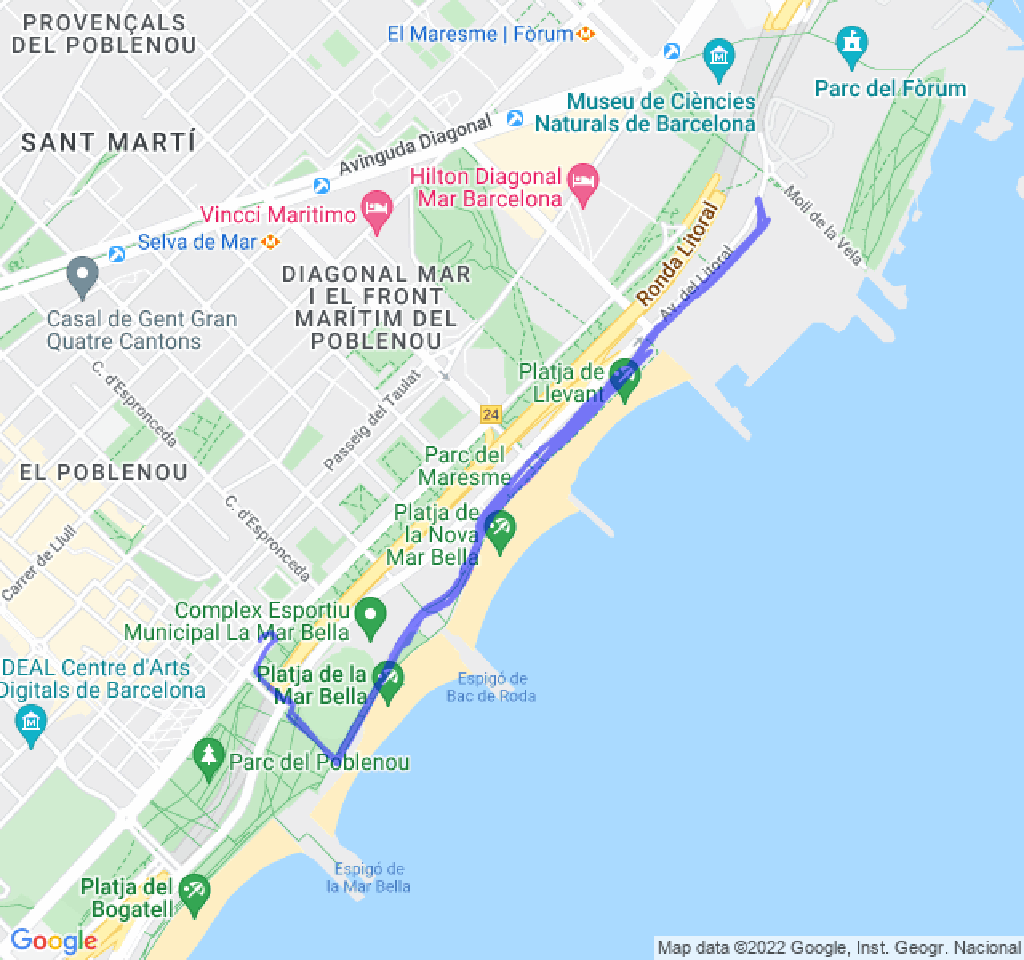 PROVENÇALS
DEL POBLENOU
El Maresme | Fòrum
Museu de Ciències
Naturals de Barcelona
Parc del Fòrum
SANT MARTÍ
Avinguda Diagonal
Hilton Diagonal
Mar Barcelona
Vincci Maritimo
Selva de Mar
Moll de la Vela
Ronda Litoral
Av. del Litoral
DIAGONAL MAR
I EL FRONT
MARÍTIM DEL
POBLENOU
Casal de Gent Gran
Quatre Cantons
C. d'Espronceda
Passeig del Taulat
Platja de
Llevant
24
Parc del
Maresme
EL POBLENOU
C. d'Espronceda
Platja de
la Nova
Mar Bella
Carrer de Llull
Complex Esportiu
Municipal La Mar Bella
DEAL Centre d'Arts
Digitals de Barcelona
Platja de la
Mar Bella
Espigó de
Bac de Roda
Parc del Poblenou
Espigó de
la Mar Bella
Platja del
Bogatell
Google
Map data ©2022 Google, Inst. Geogr. Nacional